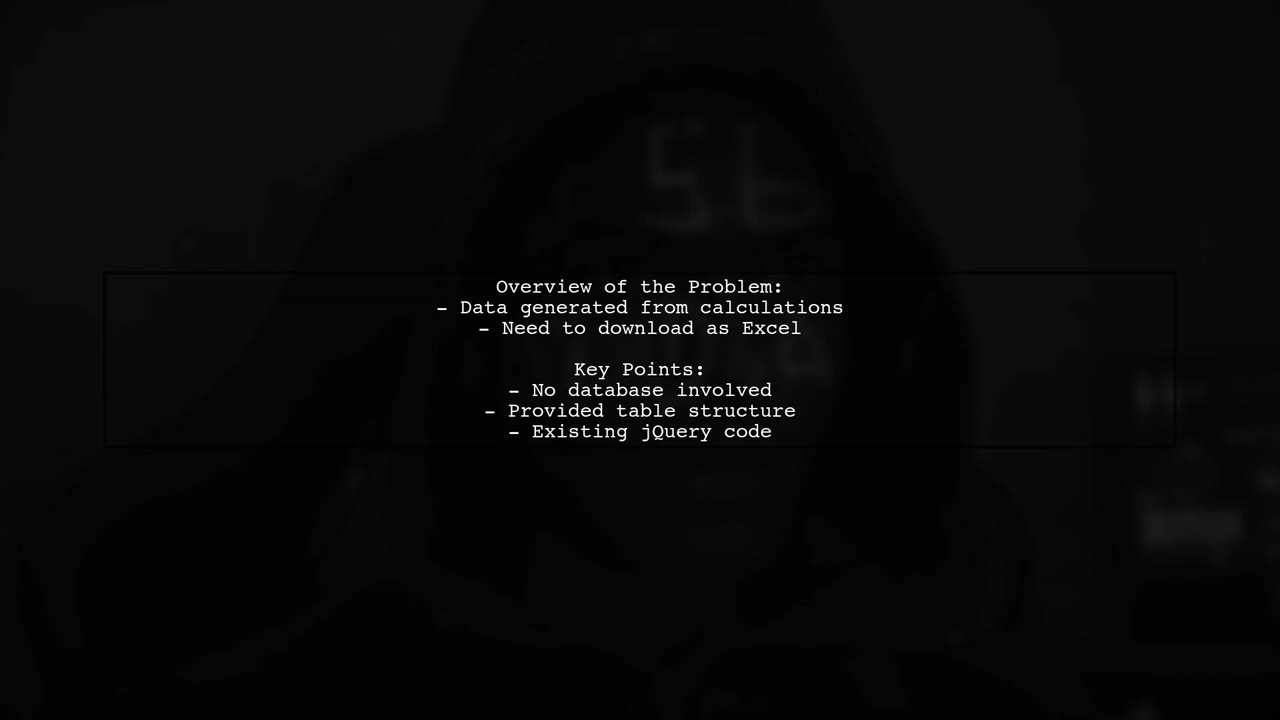 Overview of the Problem:
- Data generated from calculations
- Need to download as Excel
Key Points:
- No database involved
- Provided table structure
- Existing jQuery code